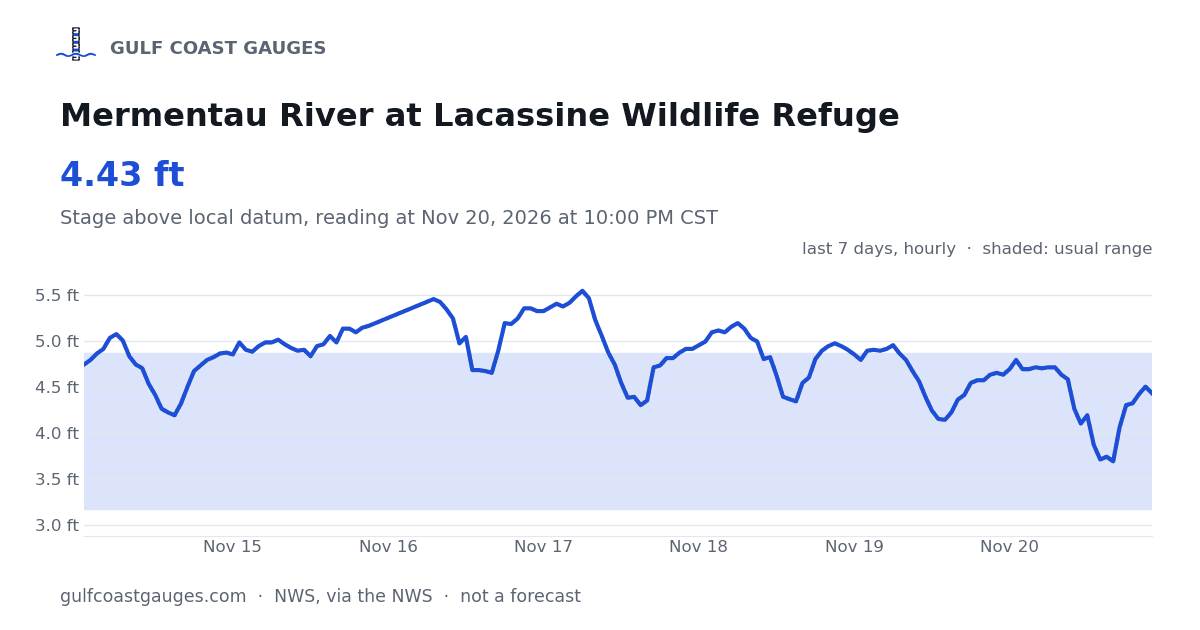 GULF COAST GAUGES
Mermentau River at Lacassine Wildlife Refuge
4.43 ft
Stage above local datum, reading at Nov 20, 2026 at 10:00 PM CST
last 7 days, hourly · shaded: usual range
5.5 ft
5.0 ft
4.5 ft
4.0 ft
3.5 ft
3.0 ft
Nov 15 Nov 16 Nov 17 Nov 18 Nov 19 Nov 20
gulfcoastgauges.com · NWS, via the NWS · not a forecast